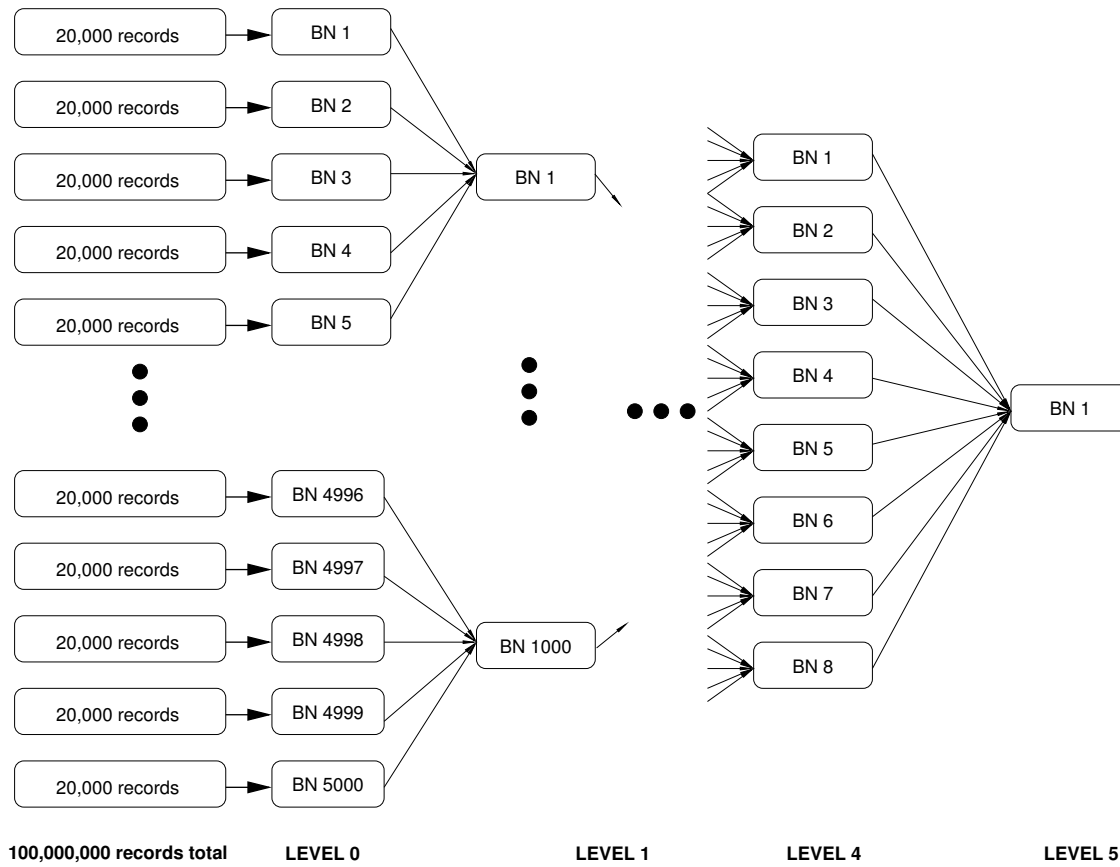 20,000 records
BN 1
20,000 records
BN 2
20,000 records
BN 3
20,000 records
BN 4
20,000 records
BN 5
BN 1
20,000 records
BN 4996
20,000 records
BN 4997
20,000 records
BN 4998
20,000 records
BN 4999
20,000 records
BN 5000
BN 1000
BN 1
BN 2
BN 3
BN 4
BN 5
BN 6
BN 7
BN 8
BN 1
100,000,000 records total
LEVEL 0
LEVEL 1
LEVEL 4
LEVEL 5